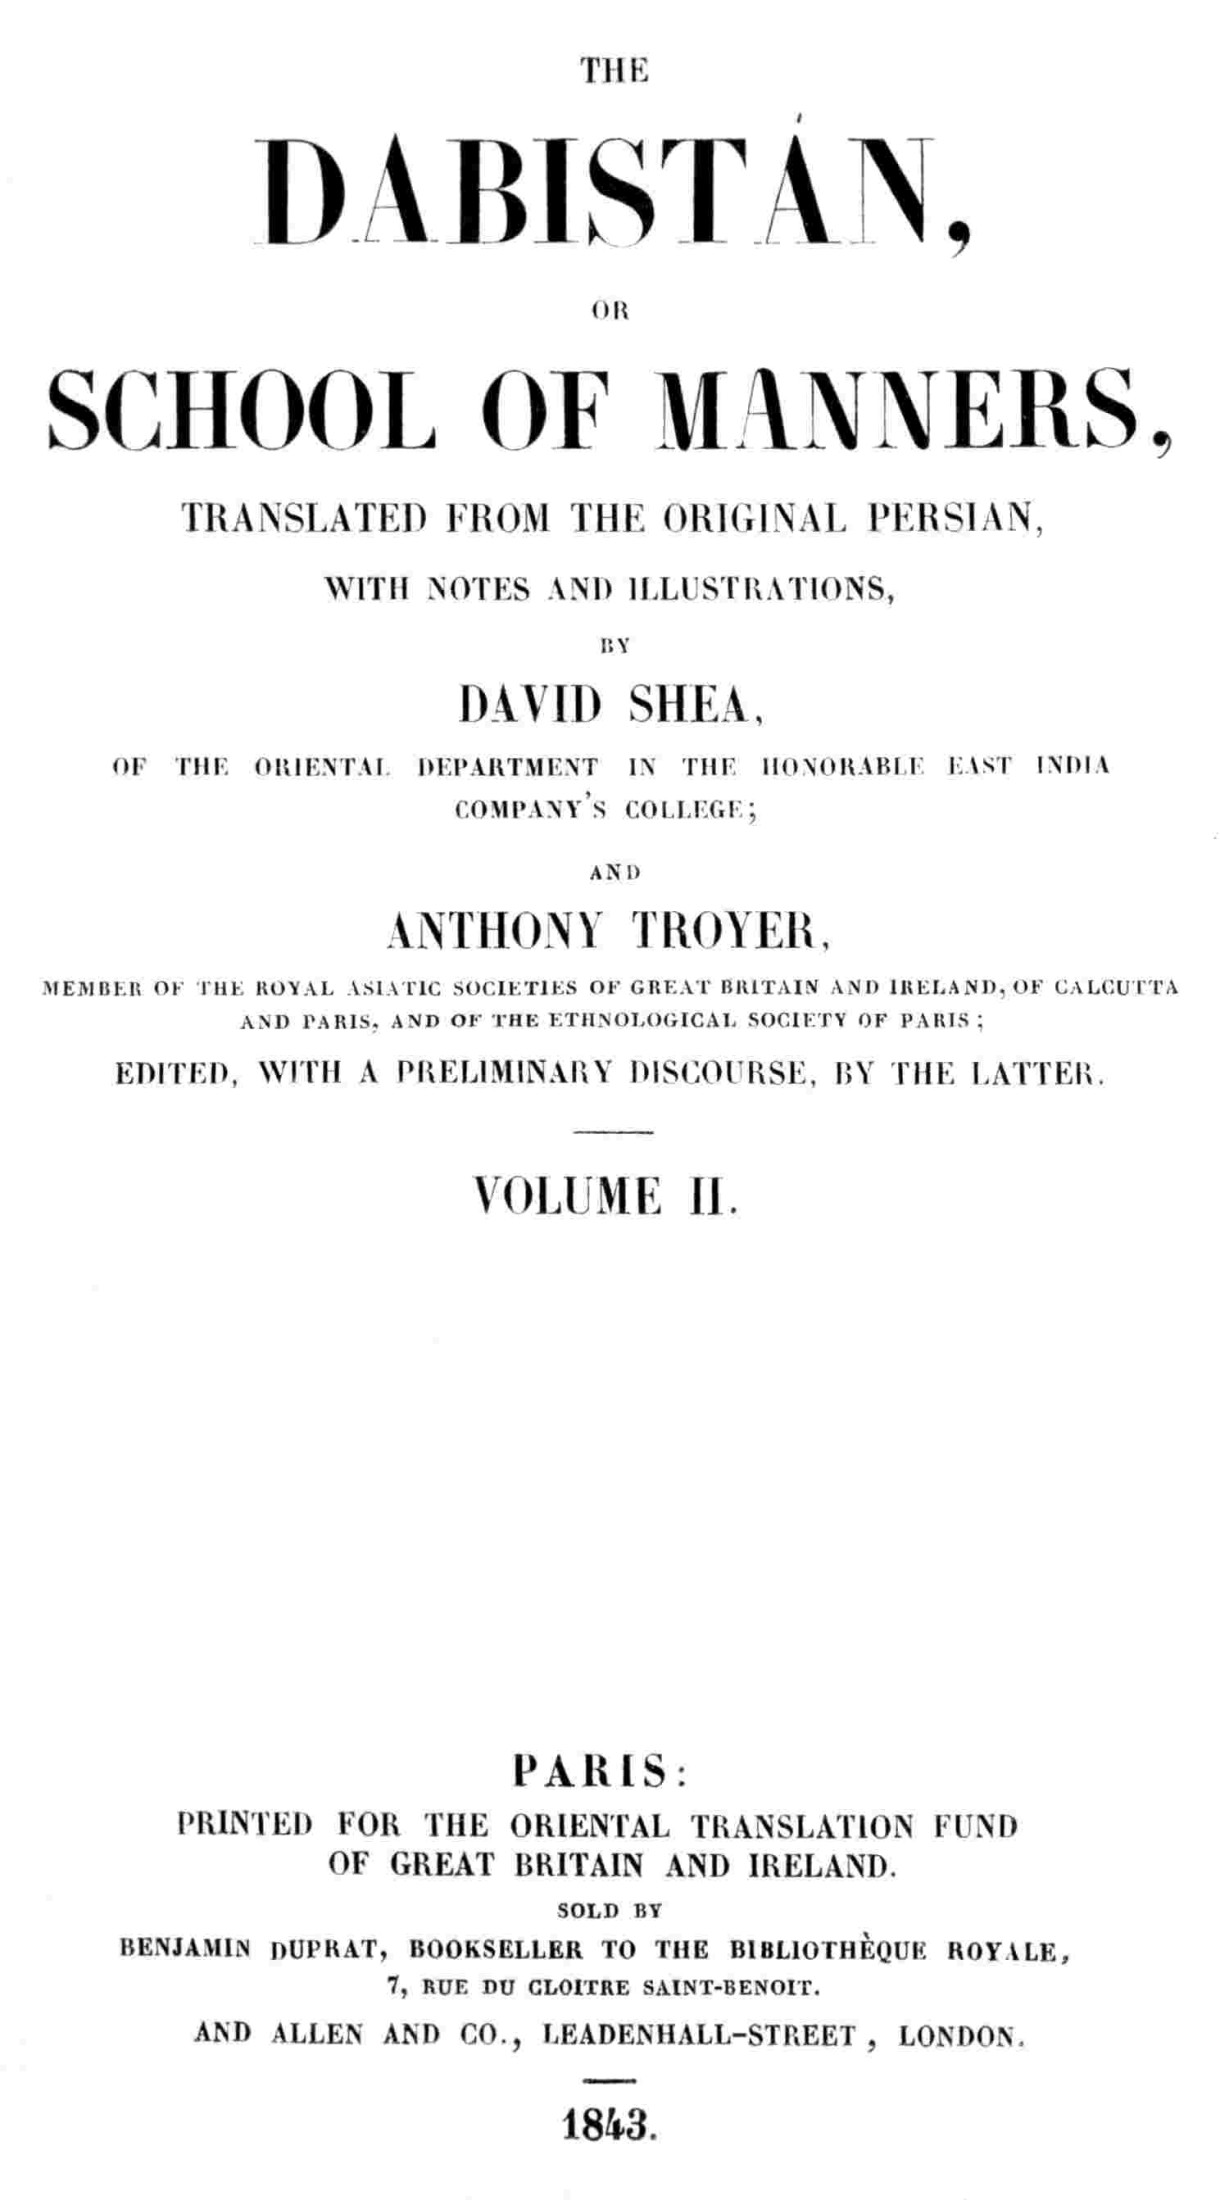 THE
DABISTÁN,
OR
SCHOOL OF MANNERS,
TRANSLATED FROM THE ORIGINAL PERSIAN,
WITH NOTES AND ILLUSTRATIONS,
BY
DAVID SHEA,
OF THE ORIENTAL DEPARTMENT IN THE HONORABLE EAST INDIA
COMPANY'S COLLEGE;
AND
ANTHONY TROYER,
MEMBER OF THE ROYAL ASIATIC SOCIETIES OF GREAT BRITAIN AND IRELAND, OF CALCUTTA
AND PARIS, AND OF THE ETHNOLOGICAL SOCIETY OF PARIS;
EDITED, WITH A PRELIMINARY DISCOURSE, BY THE LATTER.
VOLUME II.
PARIS:
PRINTED FOR THE ORIENTAL TRANSLATION FUND
OF GREAT BRITAIN AND IRELAND.
SOLD BY
BENJAMIN DUPRAT, BOOKSELLER TO THE BIBLIOTHÈQUE ROYALE,
7, RUE DU CLOITRE SAINT-BENOIT.
AND ALLEN AND CO., LEADENHALL-STREET, LONDON.
1843.